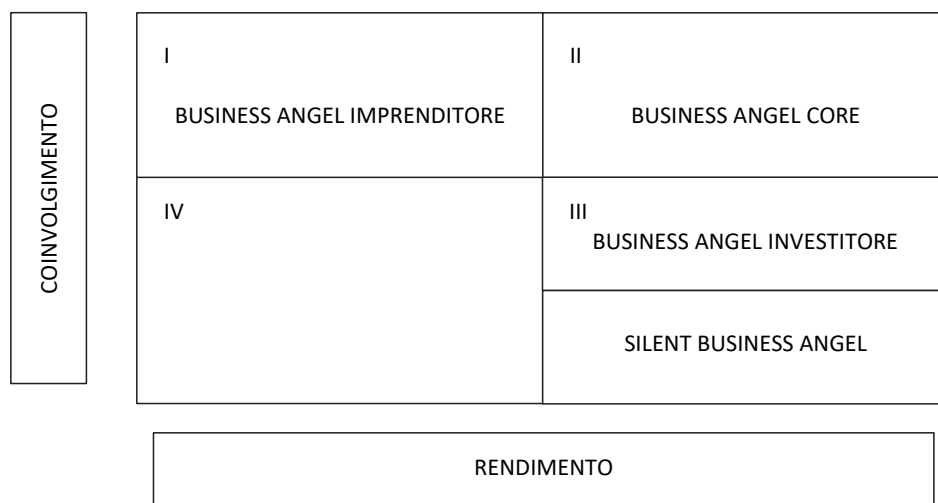 COINVOLGIMENTO
I
BUSINESS ANGEL IMPRENDITORE
II
BUSINESS ANGEL CORE
IV
III
BUSINESS ANGEL INVESTITORE
SILENT BUSINESS ANGEL
RENDIMENTO